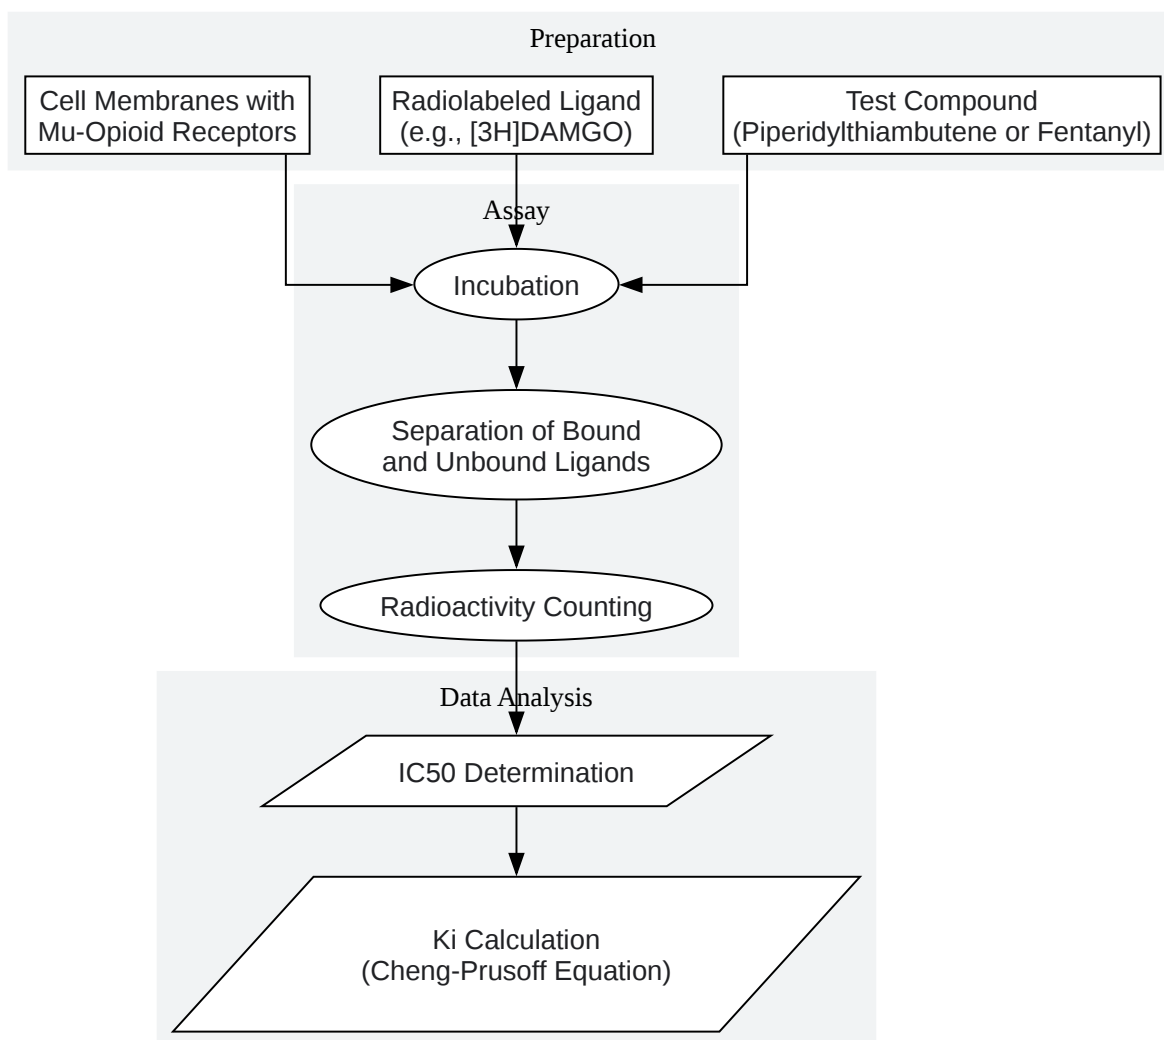 Preparation
Cell Membranes with
Mu-Opioid Receptors
Radiolabeled Ligand
(e.g., [3H]DAMGO)
Test Compound
(Piperidylthiambutene or Fentanyl)
Assay
Incubation
Separation of Bound
and Unbound Ligands
Radioactivity Counting
Data Analysis
IC50 Determination
Ki Calculation
(Cheng-Prusoff Equation)